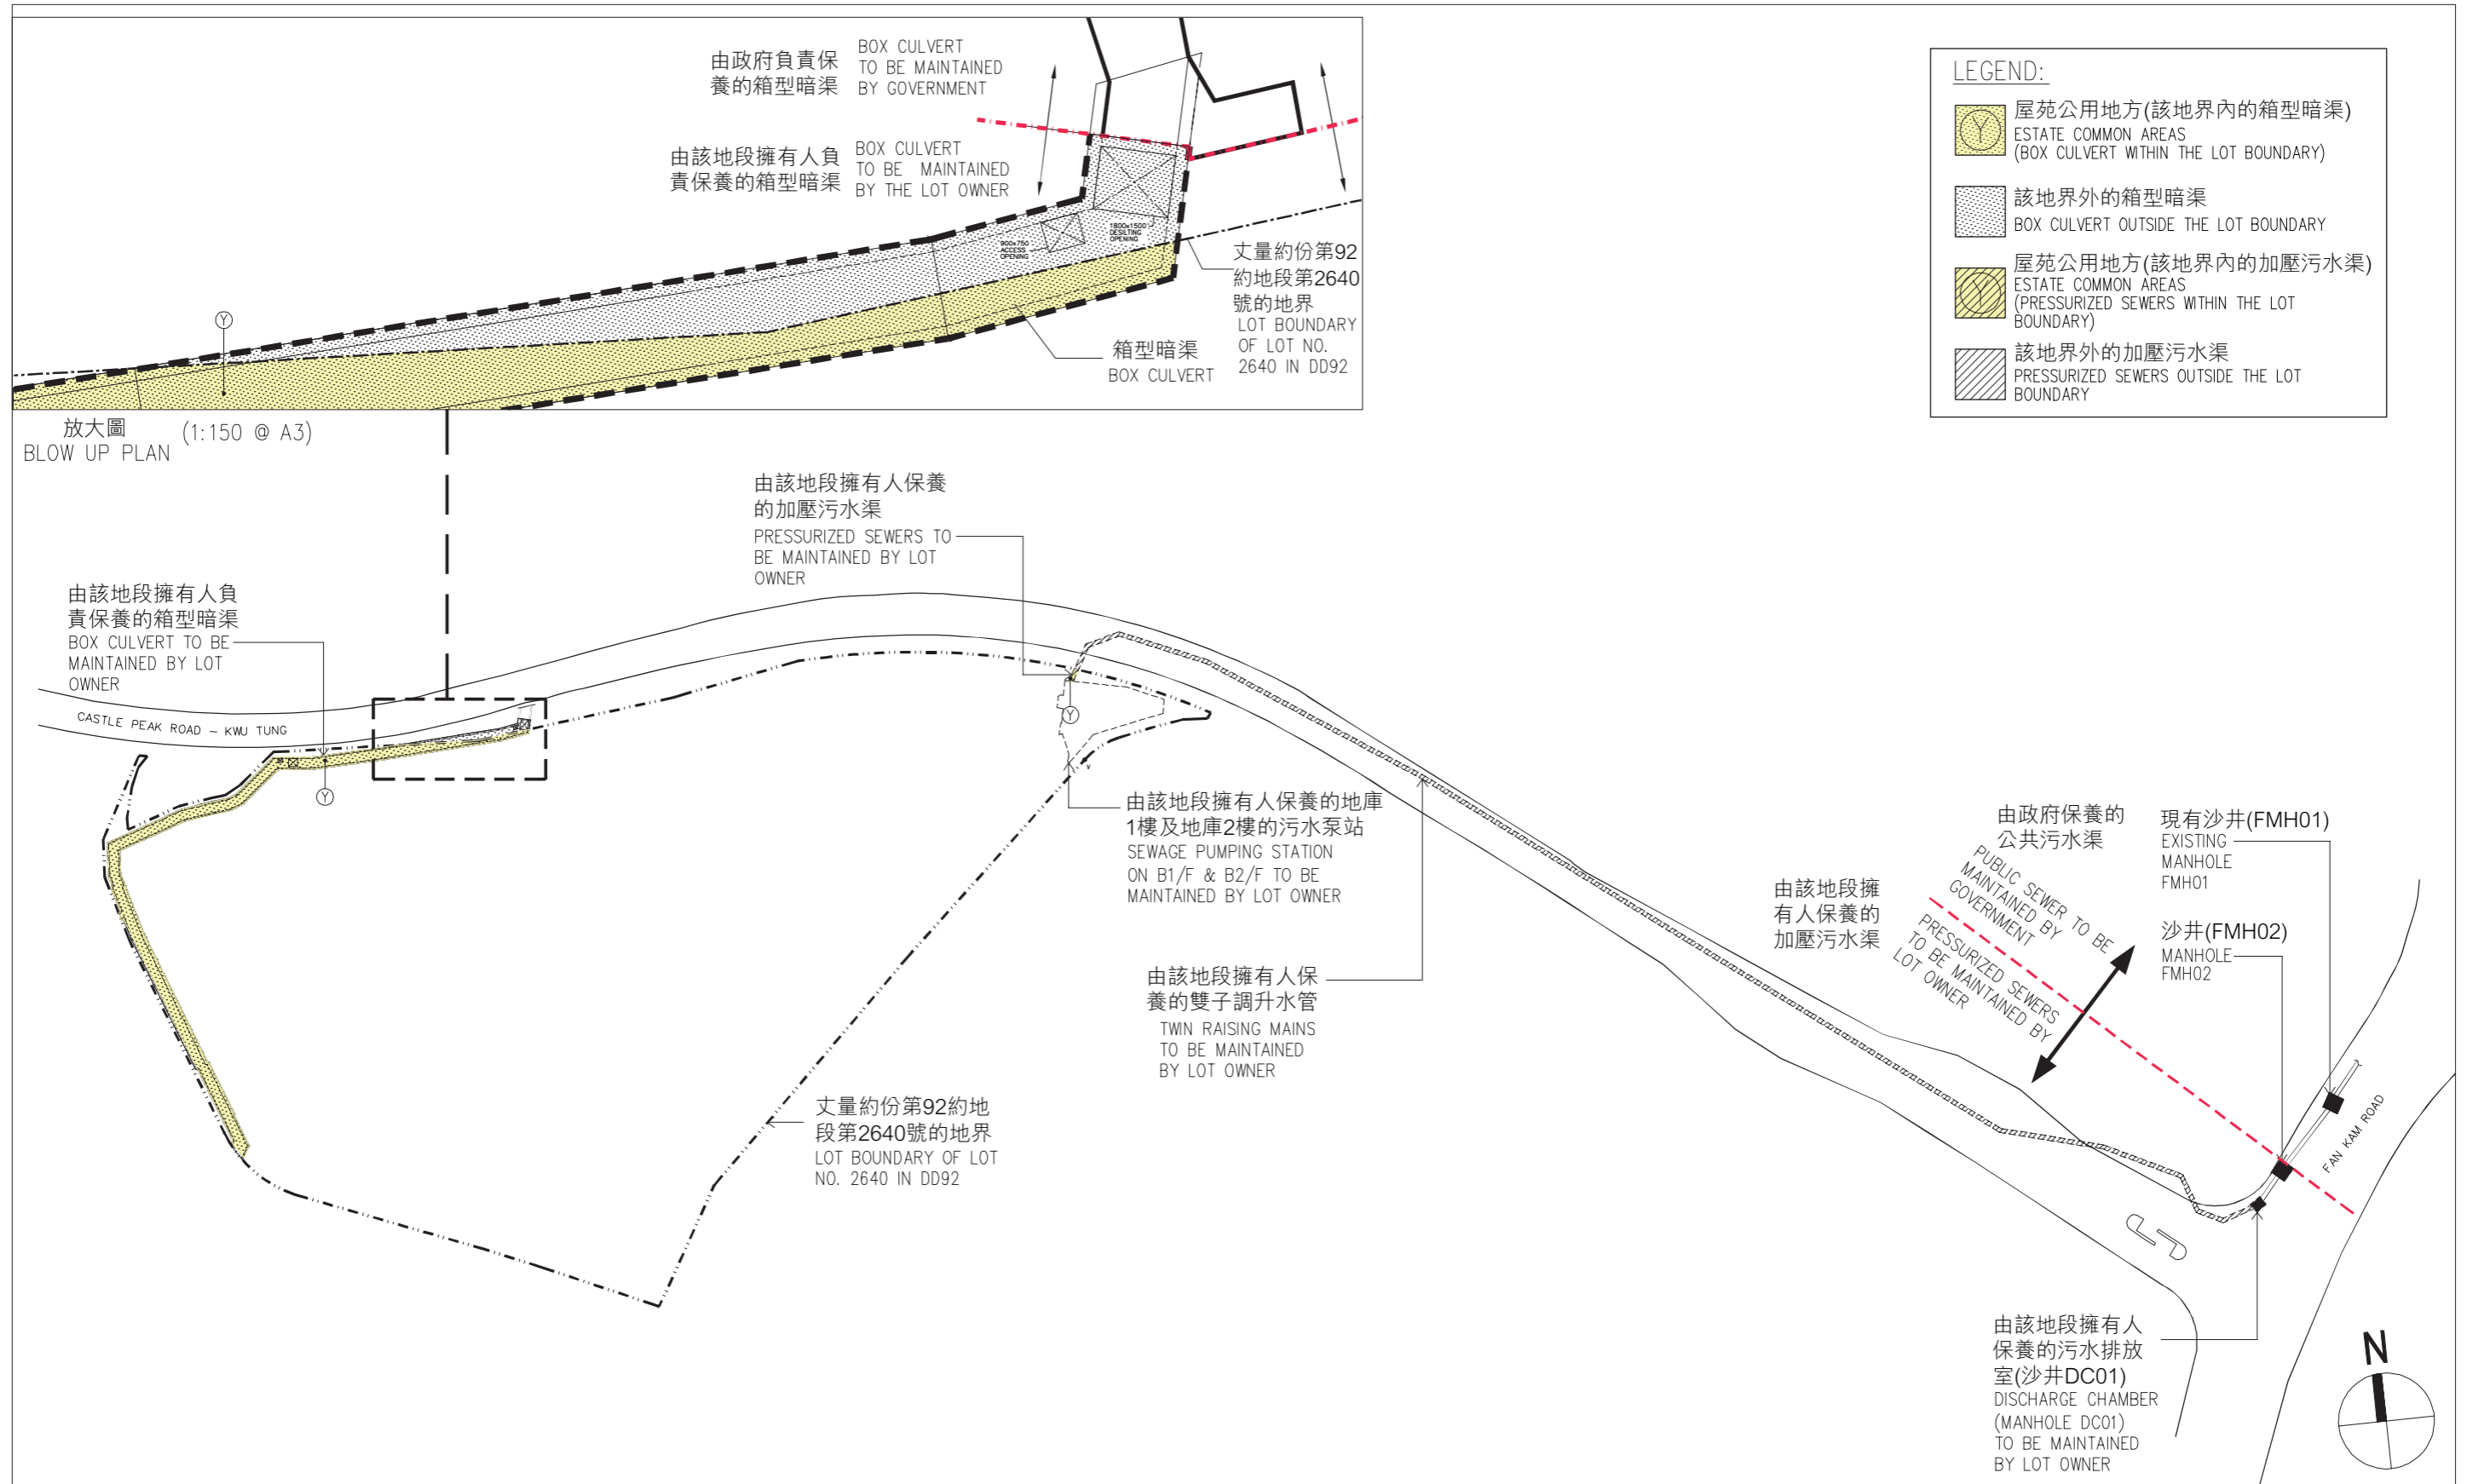 由政府負責保
養的箱型暗渠
BOX CULVERT
TO BE MAINTAINED
BY GOVERNMENT
由該地段擁有人負
責保養的箱型暗渠
BOX CULVERT
TO BE MAINTAINED
BY THE LOT OWNER
900x750
ACCESS
OPENING
1800x1500
DESILTING
OPENING
丈量約份第92
約地段第2640
號的地界
LOT BOUNDARY
OF LOT NO.
2640 IN DD92
箱型暗渠
BOX CULVERT
Y
放大圖
BLOW UP PLAN
(1:150 @ A3)
LEGEND:
Y
屋苑公用地方(該地界內的箱型暗渠)
ESTATE COMMON AREAS
(BOX CULVERT WITHIN THE LOT BOUNDARY)
該地界外的箱型暗渠
BOX CULVERT OUTSIDE THE LOT BOUNDARY
Y
屋苑公用地方(該地界內的加壓污水渠)
ESTATE COMMON AREAS
(PRESSURIZED SEWERS WITHIN THE LOT
BOUNDARY)
該地界外的加壓污水渠
PRESSURIZED SEWERS OUTSIDE THE LOT
BOUNDARY
由該地段擁有人保養
的加壓污水渠
PRESSURIZED SEWERS TO
BE MAINTAINED BY LOT
OWNER
由該地段擁有人負
責保養的箱型暗渠
BOX CULVERT TO BE
MAINTAINED BY LOT
OWNER
CASTLE PEAK ROAD – KWU TUNG
Y
Y
由該地段擁有人保養的地庫
1樓及地庫2樓的污水泵站
SEWAGE PUMPING STATION
ON B1/F & B2/F TO BE
MAINTAINED BY LOT OWNER
由該地段擁有人保
養的雙子調升水管
TWIN RAISING MAINS
TO BE MAINTAINED
BY LOT OWNER
丈量約份第92約地
段第2640號的地界
LOT BOUNDARY OF LOT
NO. 2640 IN DD92
由政府保養的
公共污水渠
PUBLIC SEWER TO BE
MAINTAINED BY
GOVERNMENT
由該地段擁
有人保養的
加壓污水渠
PRESSURIZED SEWERS
TO BE MAINTAINED BY
LOT OWNER
現有沙井(FMH01)
EXISTING
MANHOLE
FMH01
沙井(FMH02)
MANHOLE
FMH02
FAN KAM ROAD
由該地段擁有人
保養的污水排放
室(沙井DC01)
DISCHARGE CHAMBER
(MANHOLE DC01)
TO BE MAINTAINED
BY LOT OWNER
N